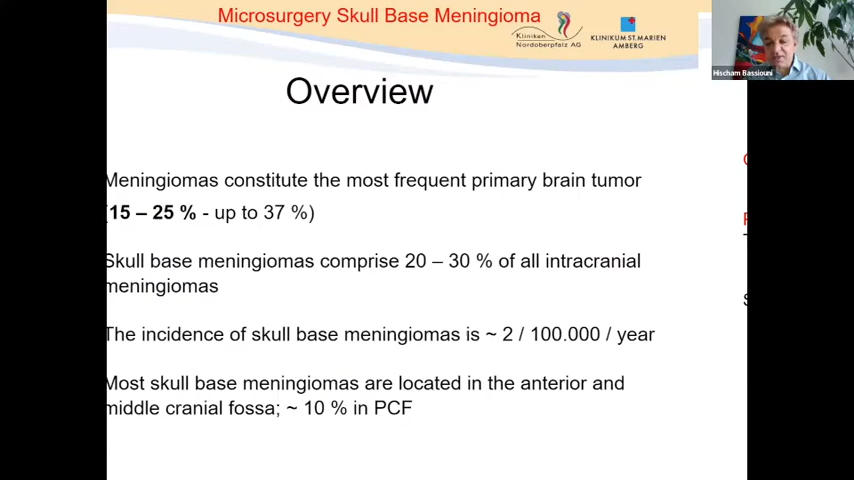 Microsurgery Skull Base Meningioma
Kliniken
Nordoberpfalz AG
KLINIKUM ST. MARIEN
AMBERG
Hischam Bassiouni
Overview
Meningiomas constitute the most frequent primary brain tumor
(15 – 25 % - up to 37 %)
Skull base meningiomas comprise 20 – 30 % of all intracranial
meningiomas
The incidence of skull base meningiomas is ~ 2 / 100.000 / year
Most skull base meningiomas are located in the anterior and
middle cranial fossa; ~ 10 % in PCF